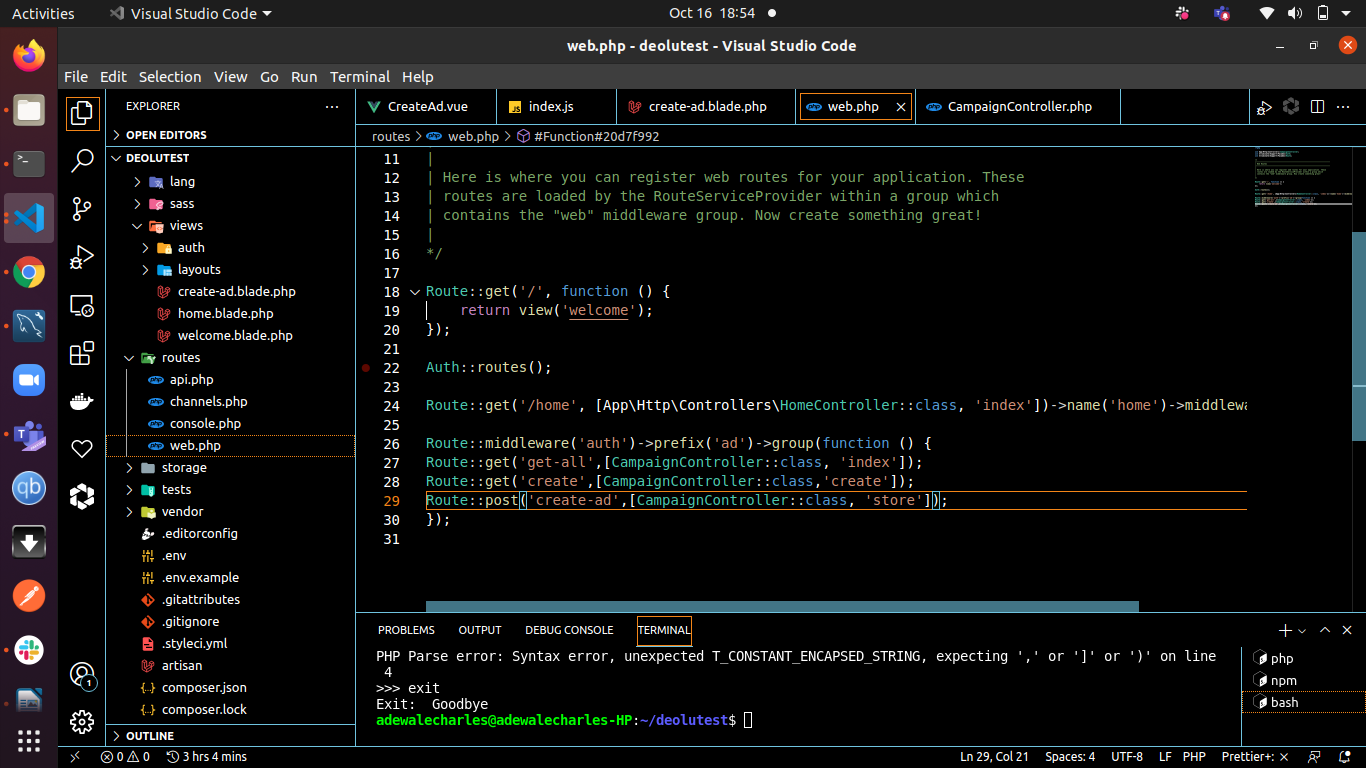 Activities
Visual Studio Code
Oct 16 18:54
web.php - deolutest - Visual Studio Code
File Edit Selection View Go Run Terminal Help
EXPLORER
OPEN EDITORS
DEOLUTEST
lang
sass
views
auth
layouts
create-ad.blade.php
home.blade.php
welcome.blade.php
routes
api.php
channels.php
console.php
web.php
storage
tests
vendor
.editorconfig
.env
.env.example
.gitattributes
.gitignore
.styleci.yml
artisan
composer.json
composer.lock
OUTLINE
CreateAd.vue
index.js
create-ad.blade.php
web.php
CampaignController.php
routes > web.php > #Function#20d7f992
11 |
12 | Here is where you can register web routes for your application. These
13 | routes are loaded by the RouteServiceProvider within a group which
14 | contains the "web" middleware group. Now create something great!
15 |
16 */
17
18 Route::get('/', function () {
19 return view('welcome');
20 });
21
22 Auth::routes();
23
24 Route::get('/home', [App\Http\Controllers\HomeController::class, 'index'])->name('home')->middlewa
25
26 Route::middleware('auth')->prefix('ad')->group(function () {
27 Route::get('get-all',[CampaignController::class, 'index']);
28 Route::get('create',[CampaignController::class,'create']);
29 Route::post('create-ad',[CampaignController::class, 'store']);
30 });
31
PROBLEMS OUTPUT DEBUG CONSOLE TERMINAL
PHP Parse error: Syntax error, unexpected T_CONSTANT_ENCAPSED_STRING, expecting ',' or ']' or ')' on line
4
>>> exit
Exit: Goodbye
adewalecharles@adewalecharles-HP:~/deolutest$
php
npm
bash
qb
1
0 0
3 hrs 4 mins
Ln 29, Col 21
Spaces: 4
UTF-8
LF
PHP
Prettier+: ×